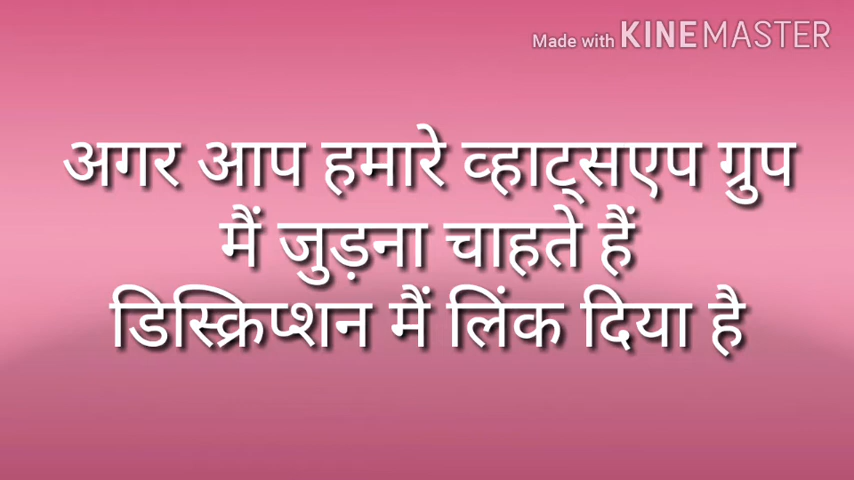 Made with KINEMASTER
अगर आप हमारे व्हाट्सएप ग्रुप
मैं जुड़ना चाहते हैं
डिस्क्रिप्शन मैं लिंक दिया है